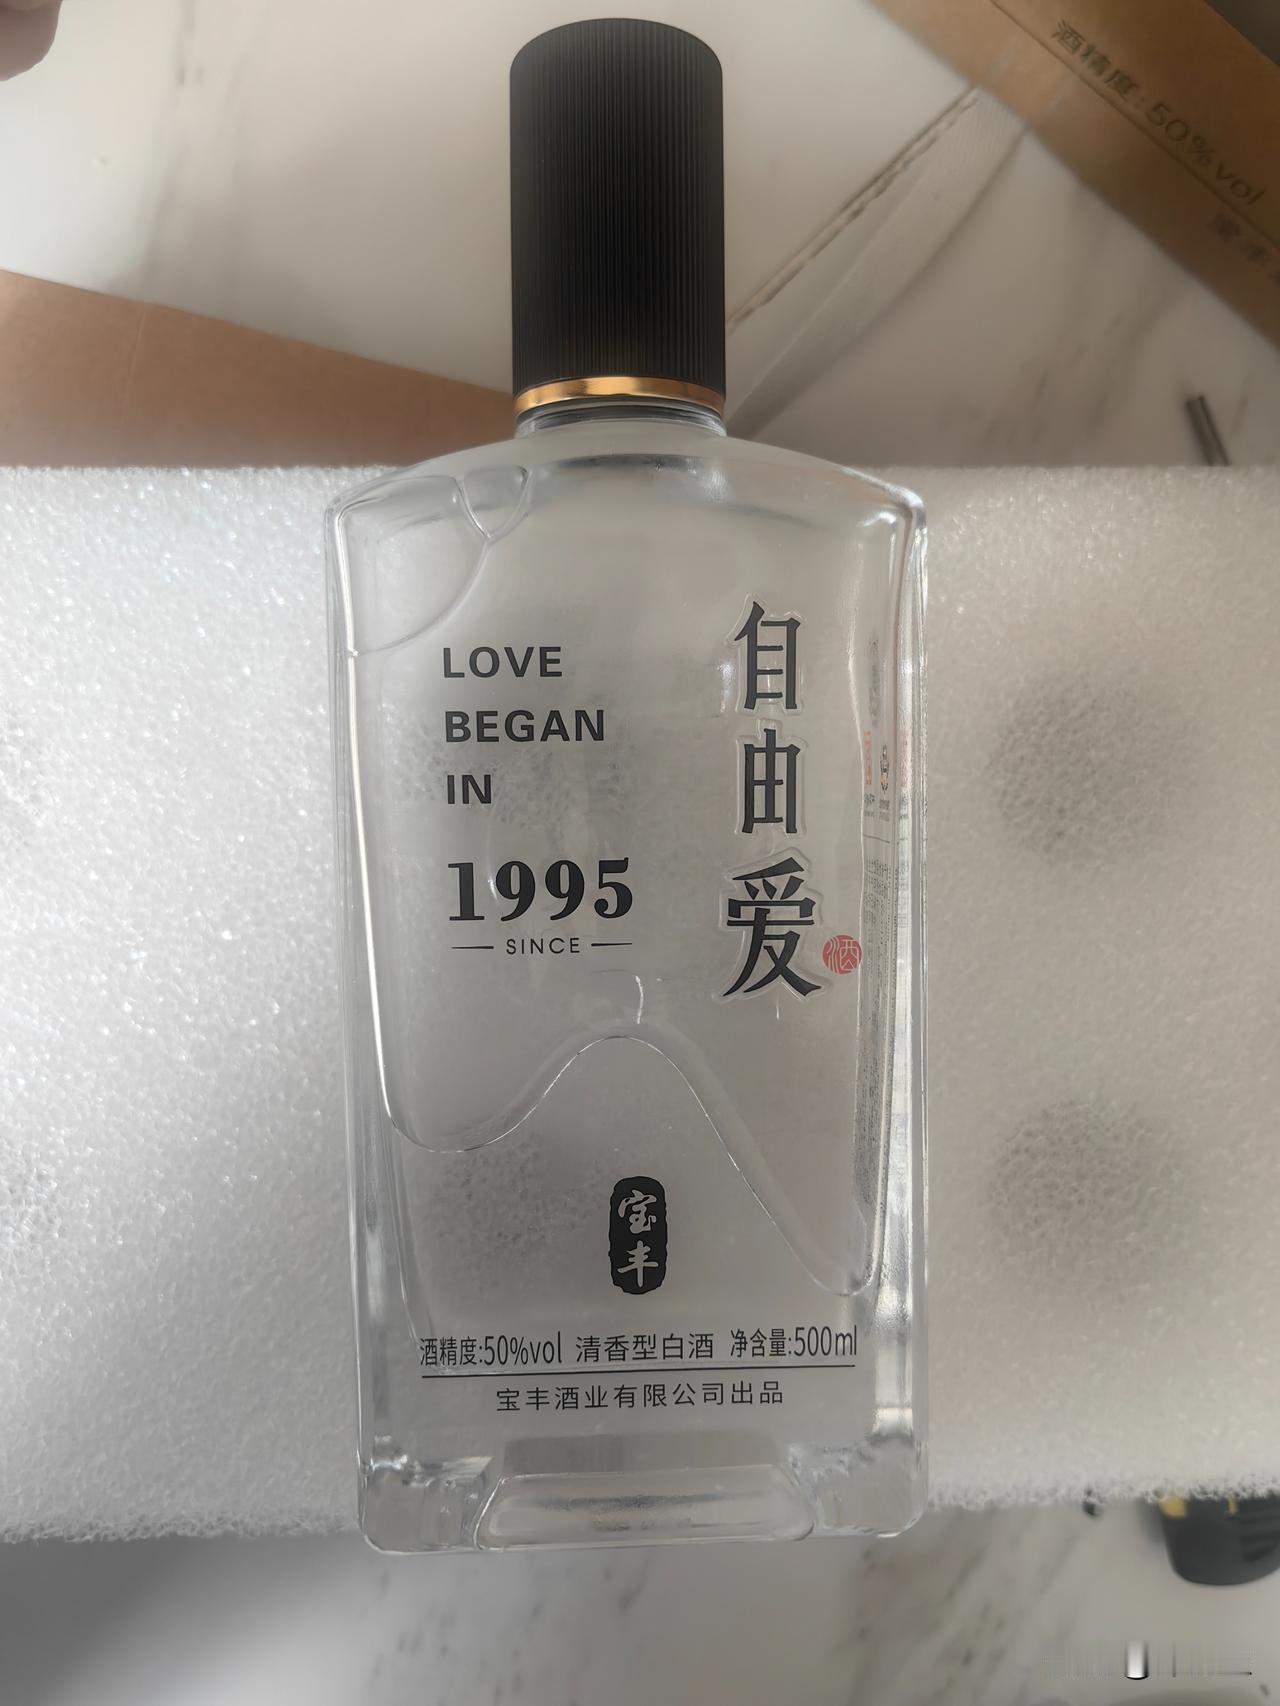 酒精度:50%vol
LOVE
BEGAN
IN
1995
SINCE
自由爱
酒
宝丰
酒精度:50%vol 清香型白酒 净含量:500ml
宝丰酒业有限公司出品